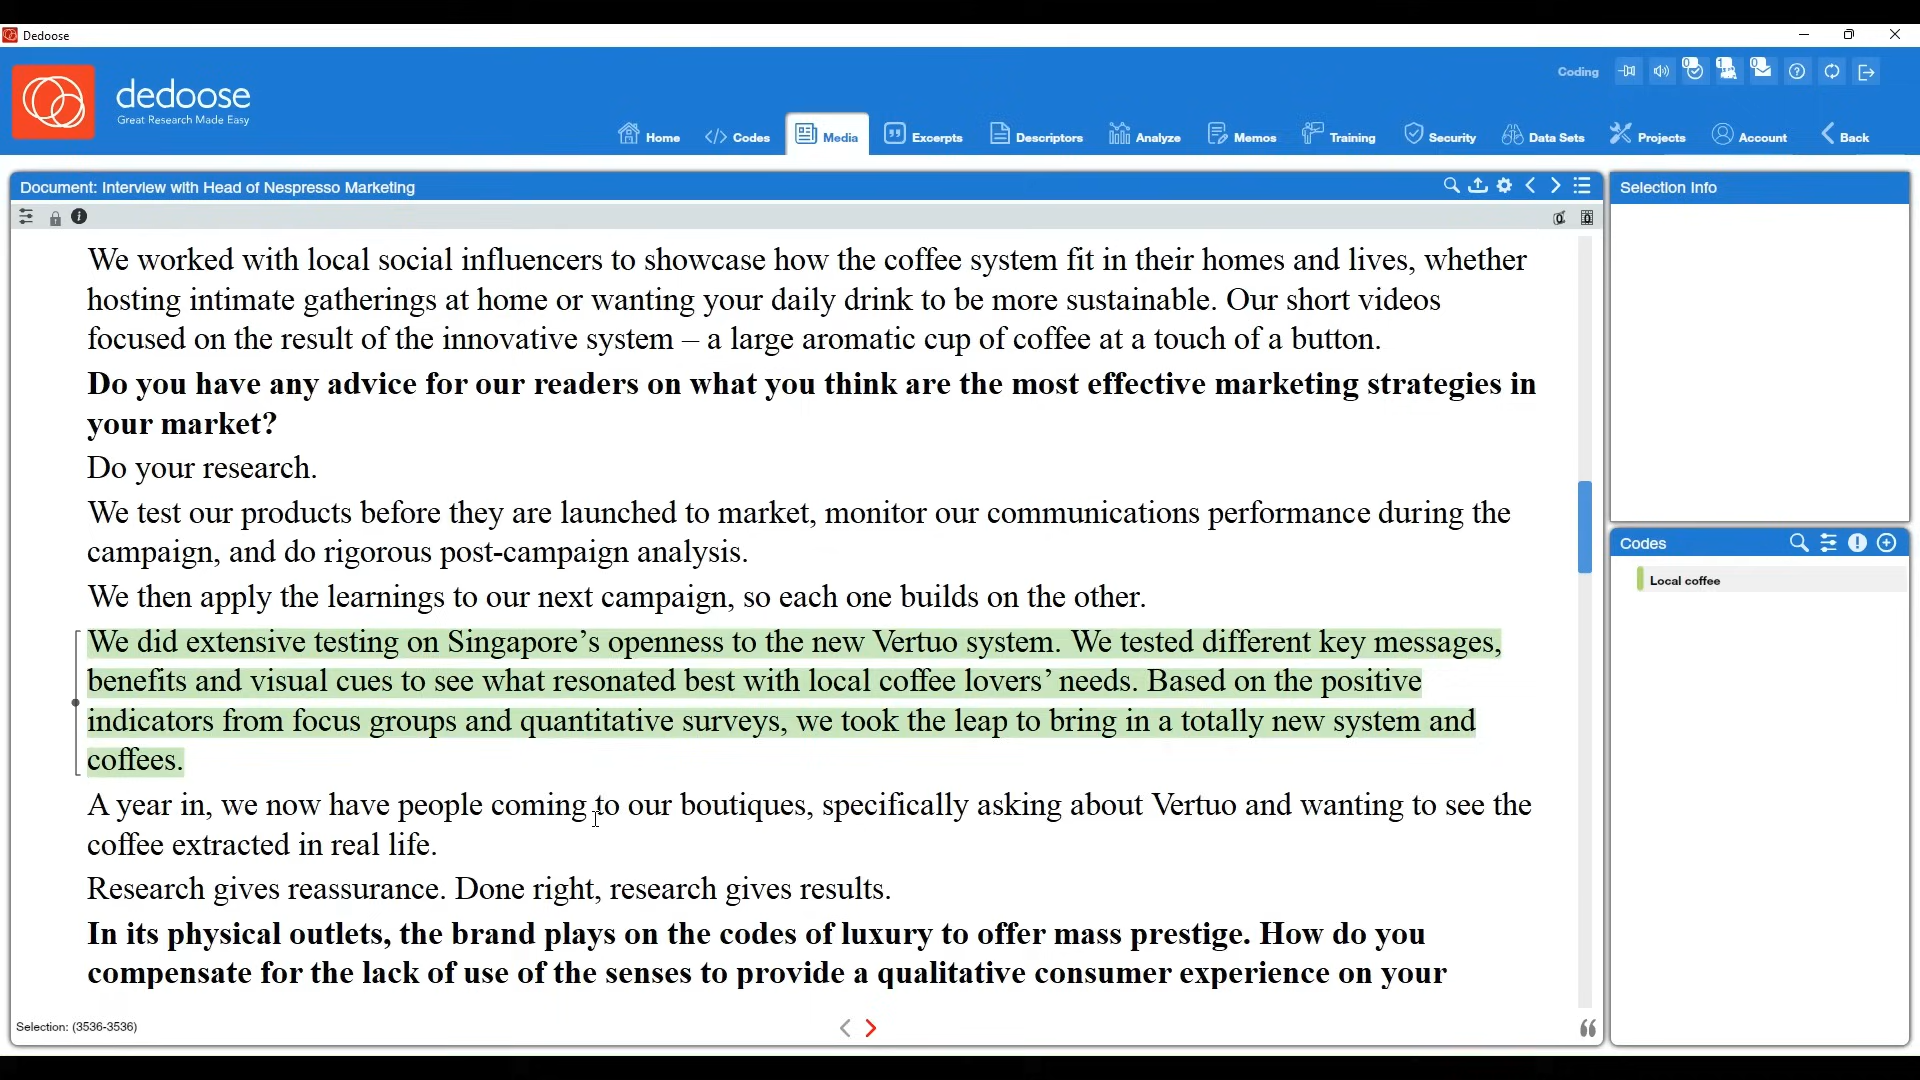 Dedoose
dedoose
Great Research Made Easy
Coding
0
1
0
Home
Codes
Media
Excerpts
Descriptors
Analyze
Memos
Training
Security
Data Sets
Projects
Account
Back
Document: Interview with Head of Nespresso Marketing
We worked with local social influencers to showcase how the coffee system fit in their homes and lives, whether
hosting intimate gatherings at home or wanting your daily drink to be more sustainable. Our short videos
focused on the result of the innovative system – a large aromatic cup of coffee at a touch of a button.
Do you have any advice for our readers on what you think are the most effective marketing strategies in
your market?
Do your research.
We test our products before they are launched to market, monitor our communications performance during the
campaign, and do rigorous post-campaign analysis.
We then apply the learnings to our next campaign, so each one builds on the other.
We did extensive testing on Singapore’s openness to the new Vertuo system. We tested different key messages,
benefits and visual cues to see what resonated best with local coffee lovers’ needs. Based on the positive
indicators from focus groups and quantitative surveys, we took the leap to bring in a totally new system and
coffees.
A year in, we now have people coming to our boutiques, specifically asking about Vertuo and wanting to see the
coffee extracted in real life.
Research gives reassurance. Done right, research gives results.
In its physical outlets, the brand plays on the codes of luxury to offer mass prestige. How do you
compensate for the lack of use of the senses to provide a qualitative consumer experience on your
Selection: (3536-3536)
Selection Info
Codes
Local coffee